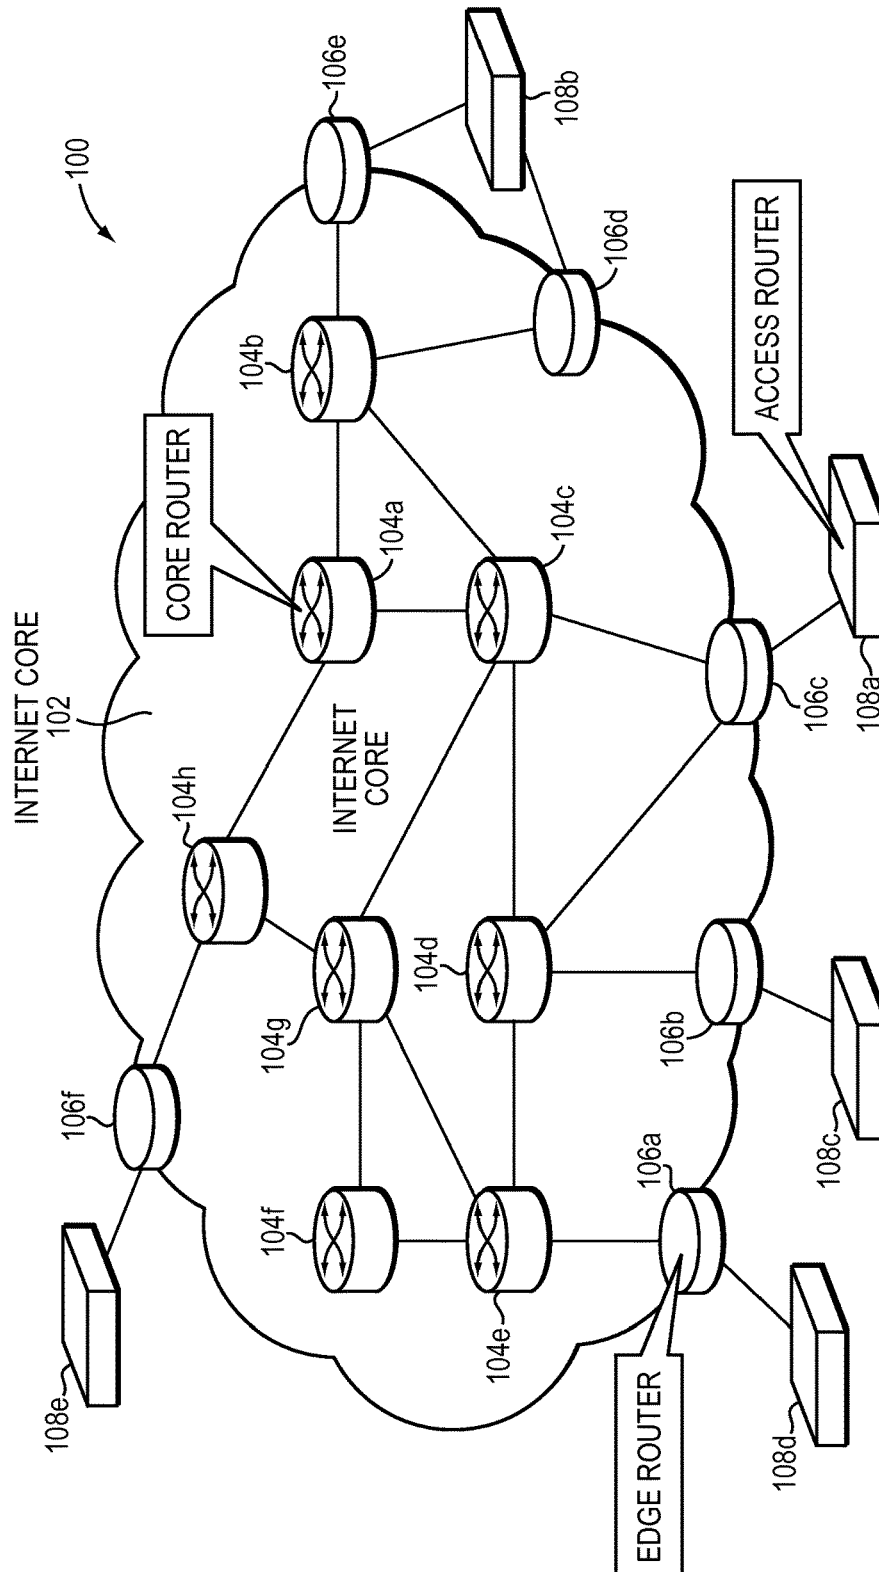 INTERNET CORE
102
100
CORE ROUTER
INTERNET
CORE
EDGE ROUTER
ACCESS ROUTER
104a
104b
104c
104d
104e
104f
104g
104h
106a
106b
106c
106d
106e
106f
108a
108b
108c
108d
108e